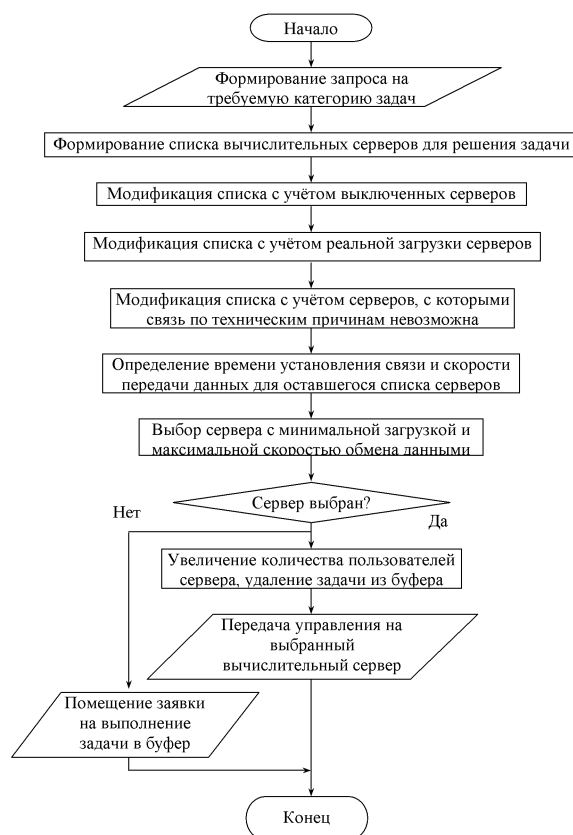 Начало
Формирование запроса на
требуемую категорию задач
Формирование списка вычислительных серверов для решения задачи
Модификация списка с учётом выключенных серверов
Модификация списка с учётом реальной загрузки серверов
Модификация списка с учётом серверов, с которыми
связь по техническим причинам невозможна
Определение времени установления связи и скорости
передачи данных для оставшегося списка серверов
Выбор сервера с минимальной загрузкой и
максимальной скоростью обмена данными
Сервер выбран?
Нет
Да
Увеличение количества пользователей
сервера, удаление задачи из буфера
Передача управления на
выбранный
вычислительный сервер
Помещение заявки
на выполнение
задачи в буфер
Конец